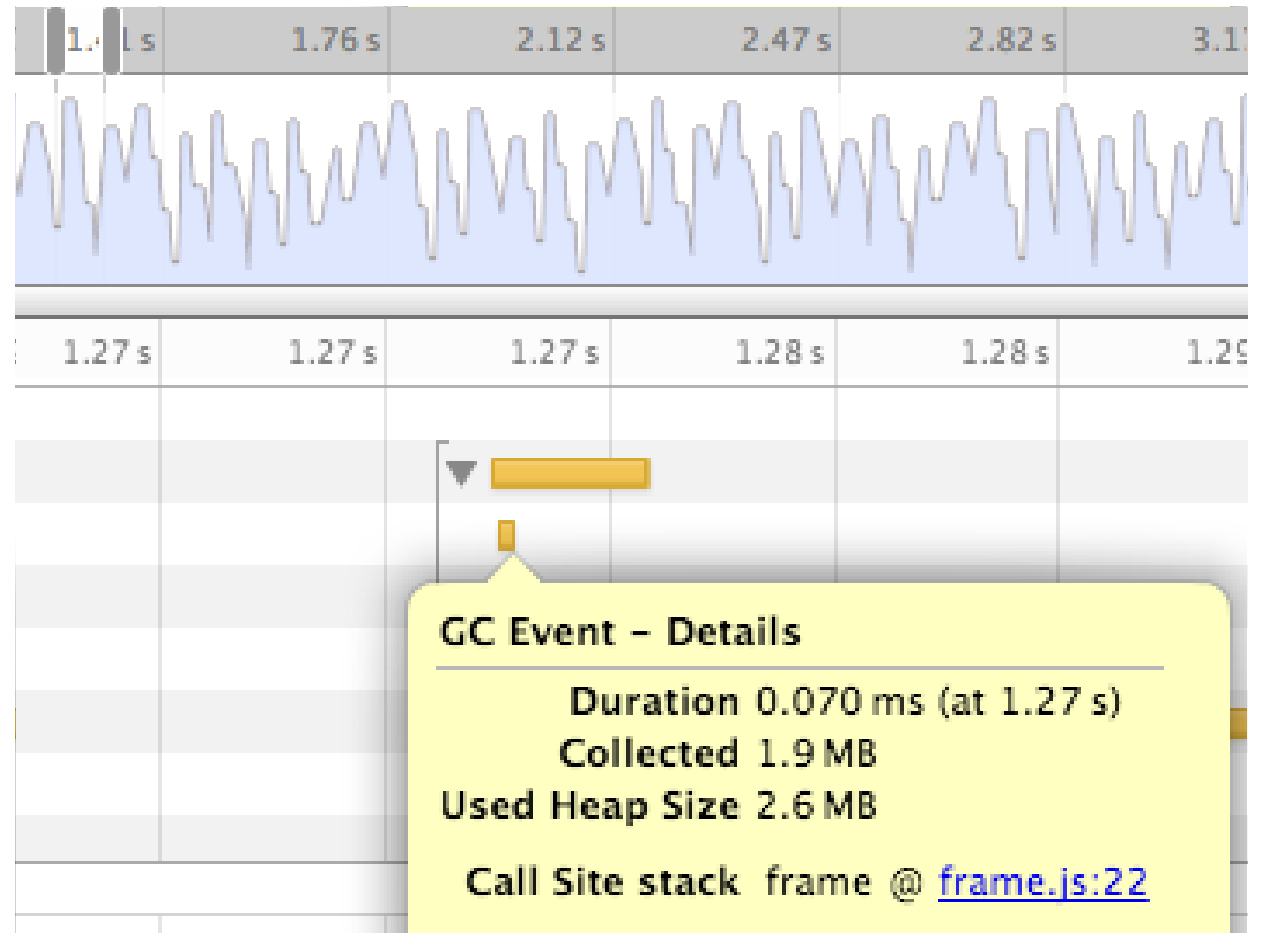 1.76 s 2.12 s 2.47 s 2.82 s
1.27 s 1.27 s 1.27 s 1.28 s 1.28 s 1.29
GC Event – Details
Duration 0.070 ms (at 1.27 s)
Collected 1.9 MB
Used Heap Size 2.6 MB
Call Site stack frame @ frame.js:22